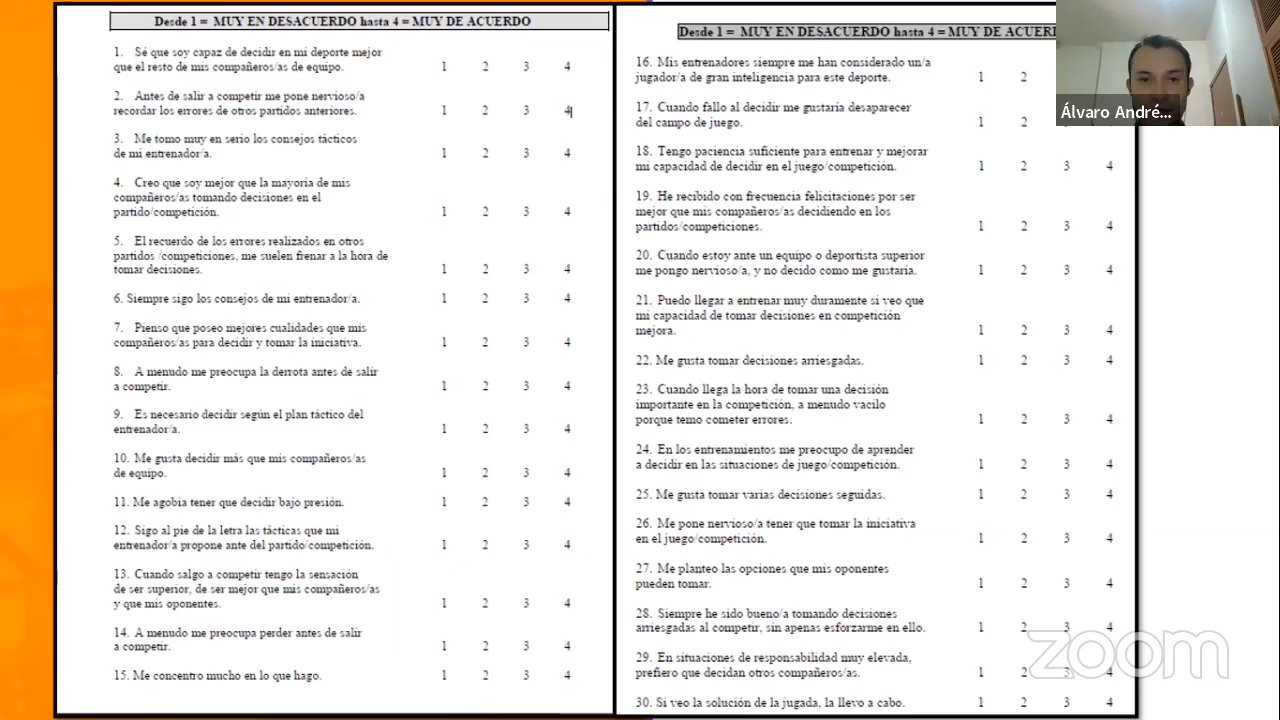 Desde 1 = MUY EN DESACUERDO hasta 4 = MUY DE ACUERDO
1. Sé que soy capaz de decidir en mi deporte mejor
que el resto de mis compañeros/as de equipo. 1 2 3 4
2. Antes de salir a competir me pone nervioso/a
recordar los errores de otros partidos anteriores. 1 2 3 4
3. Me tomo muy en serio los consejos tácticos
de mi entrenador/a. 1 2 3 4
4. Creo que soy mejor que la mayoría de mis
compañeros/as tomando decisiones en el
partido/competición. 1 2 3 4
5. El recuerdo de los errores realizados en otros
partidos /competiciones, me suelen frenar a la hora de
tomar decisiones. 1 2 3 4
6. Siempre sigo los consejos de mi entrenador/a. 1 2 3 4
7. Pienso que poseo mejores cualidades que mis
compañeros/as para decidir y tomar la iniciativa. 1 2 3 4
8. A menudo me preocupa la derrota antes de salir
a competir. 1 2 3 4
9. Es necesario decidir según el plan táctico del
entrenador/a. 1 2 3 4
10. Me gusta decidir más que mis compañeros/as
de equipo. 1 2 3 4
11. Me agobia tener que decidir bajo presión. 1 2 3 4
12. Sigo al pie de la letra las tácticas que mi
entrenador/a propone ante del partido/competición. 1 2 3 4
13. Cuando salgo a competir tengo la sensación
de ser superior, de ser mejor que mis compañeros/as
y que mis oponentes. 1 2 3 4
14. A menudo me preocupa perder antes de salir
a competir. 1 2 3 4
15. Me concentro mucho en lo que hago. 1 2 3 4
Desde 1 = MUY EN DESACUERDO hasta 4 = MUY DE ACUERI
16. Mis entrenadores siempre me han considerado un/a
jugador/a de gran inteligencia para este deporte. 1 2
17. Cuando fallo al decidir me gustaría desaparecer
del campo de juego. 1 2
18. Tengo paciencia suficiente para entrenar y mejorar
mi capacidad de decidir en el juego/competición. 1 2 3 4
19. He recibido con frecuencia felicitaciones por ser
mejor que mis compañeros/as decidiendo en los
partidos/competiciones. 1 2 3 4
20. Cuando estoy ante un equipo o deportista superior
me pongo nervioso/a, y no decido como me gustaría. 1 2 3 4
21. Puedo llegar a entrenar muy duramente si veo que
mi capacidad de tomar decisiones en competición
mejora. 1 2 3 4
22. Me gusta tomar decisiones arriesgadas. 1 2 3 4
23. Cuando llega la hora de tomar una decisión
importante en la competición, a menudo vacilo
porque temo cometer errores. 1 2 3 4
24. En los entrenamientos me preocupo de aprender
a decidir en las situaciones de juego/competición. 1 2 3 4
25. Me gusta tomar varias decisiones seguidas. 1 2 3 4
26. Me pone nervioso/a tener que tomar la iniciativa
en el juego/competición. 1 2 3 4
27. Me planteo las opciones que mis oponentes
pueden tomar. 1 2 3 4
28. Siempre he sido bueno/a tomando decisiones
arriesgadas al competir, sin apenas esforzarme en ello. 1 2 3 4
29. En situaciones de responsabilidad muy elevada,
prefiero que decidan otros compañeros/as. 1 2 3 4
30. Si veo la solución de la jugada, la llevo a cabo. 1 2 3 4
Álvaro André...
zoom